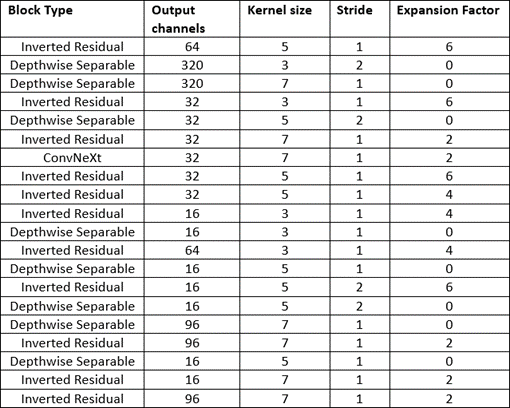 Block Type Output channels Kernel size Stride Expansion Factor
Inverted Residual 64 5 1 6
Depthwise Separable 320 3 2 0
Depthwise Separable 320 7 1 0
Inverted Residual 32 3 1 6
Depthwise Separable 32 5 2 0
Inverted Residual 32 7 1 2
ConvNeXt 32 7 1 2
Inverted Residual 32 5 1 6
Inverted Residual 32 5 1 4
Inverted Residual 16 3 1 4
Depthwise Separable 16 3 1 0
Inverted Residual 64 3 1 4
Depthwise Separable 16 5 1 0
Inverted Residual 16 5 2 6
Depthwise Separable 16 5 2 0
Depthwise Separable 96 7 1 0
Inverted Residual 96 7 1 2
Depthwise Separable 16 5 1 0
Inverted Residual 16 7 1 2
Inverted Residual 96 7 1 2